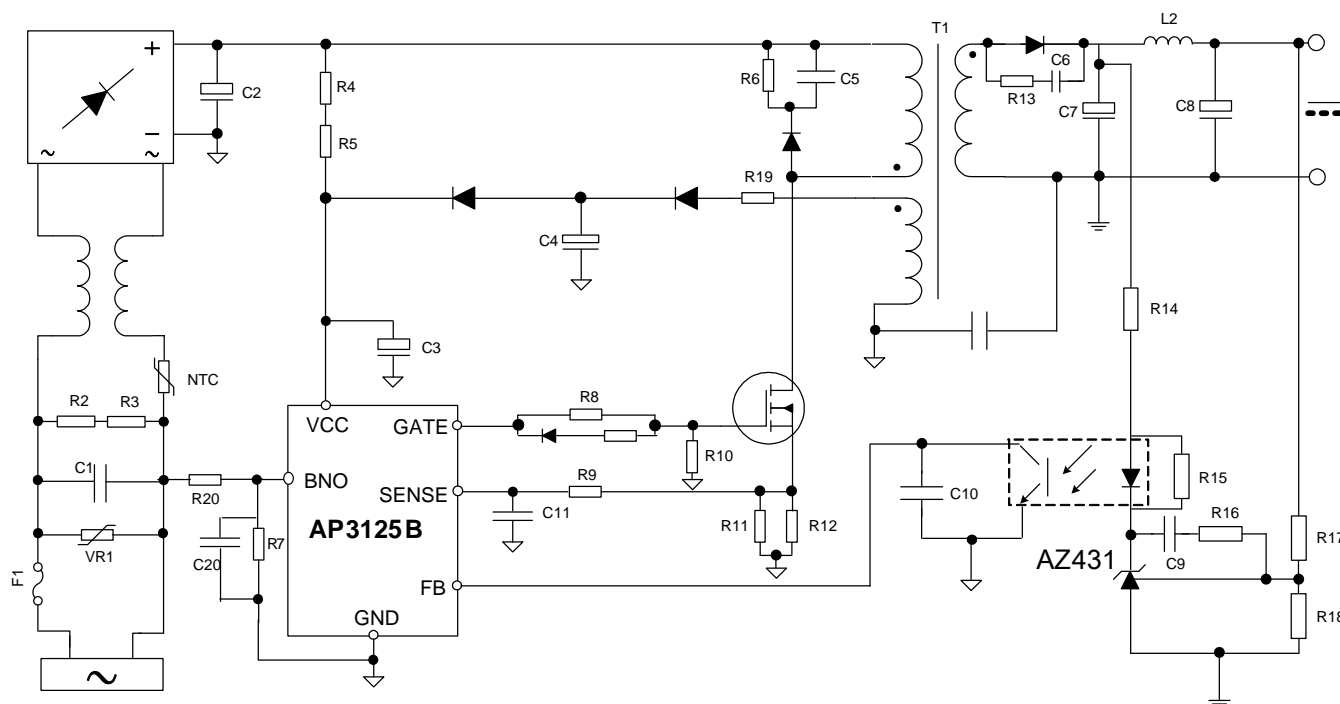 T1
L2
+
R6
C5
C6
R4
C2
R13
C7
C8
–
~
~
R5
R19
C4
R14
C3
NTC
R2
R3
R8
VCC
GATE
C1
R10
R20
BNO
R9
R15
SENSE
C10
C11
R16
AP3125B
R11
R12
R17
VR1
C20
R7
AZ431
C9
F1
FB
GND
R18
~